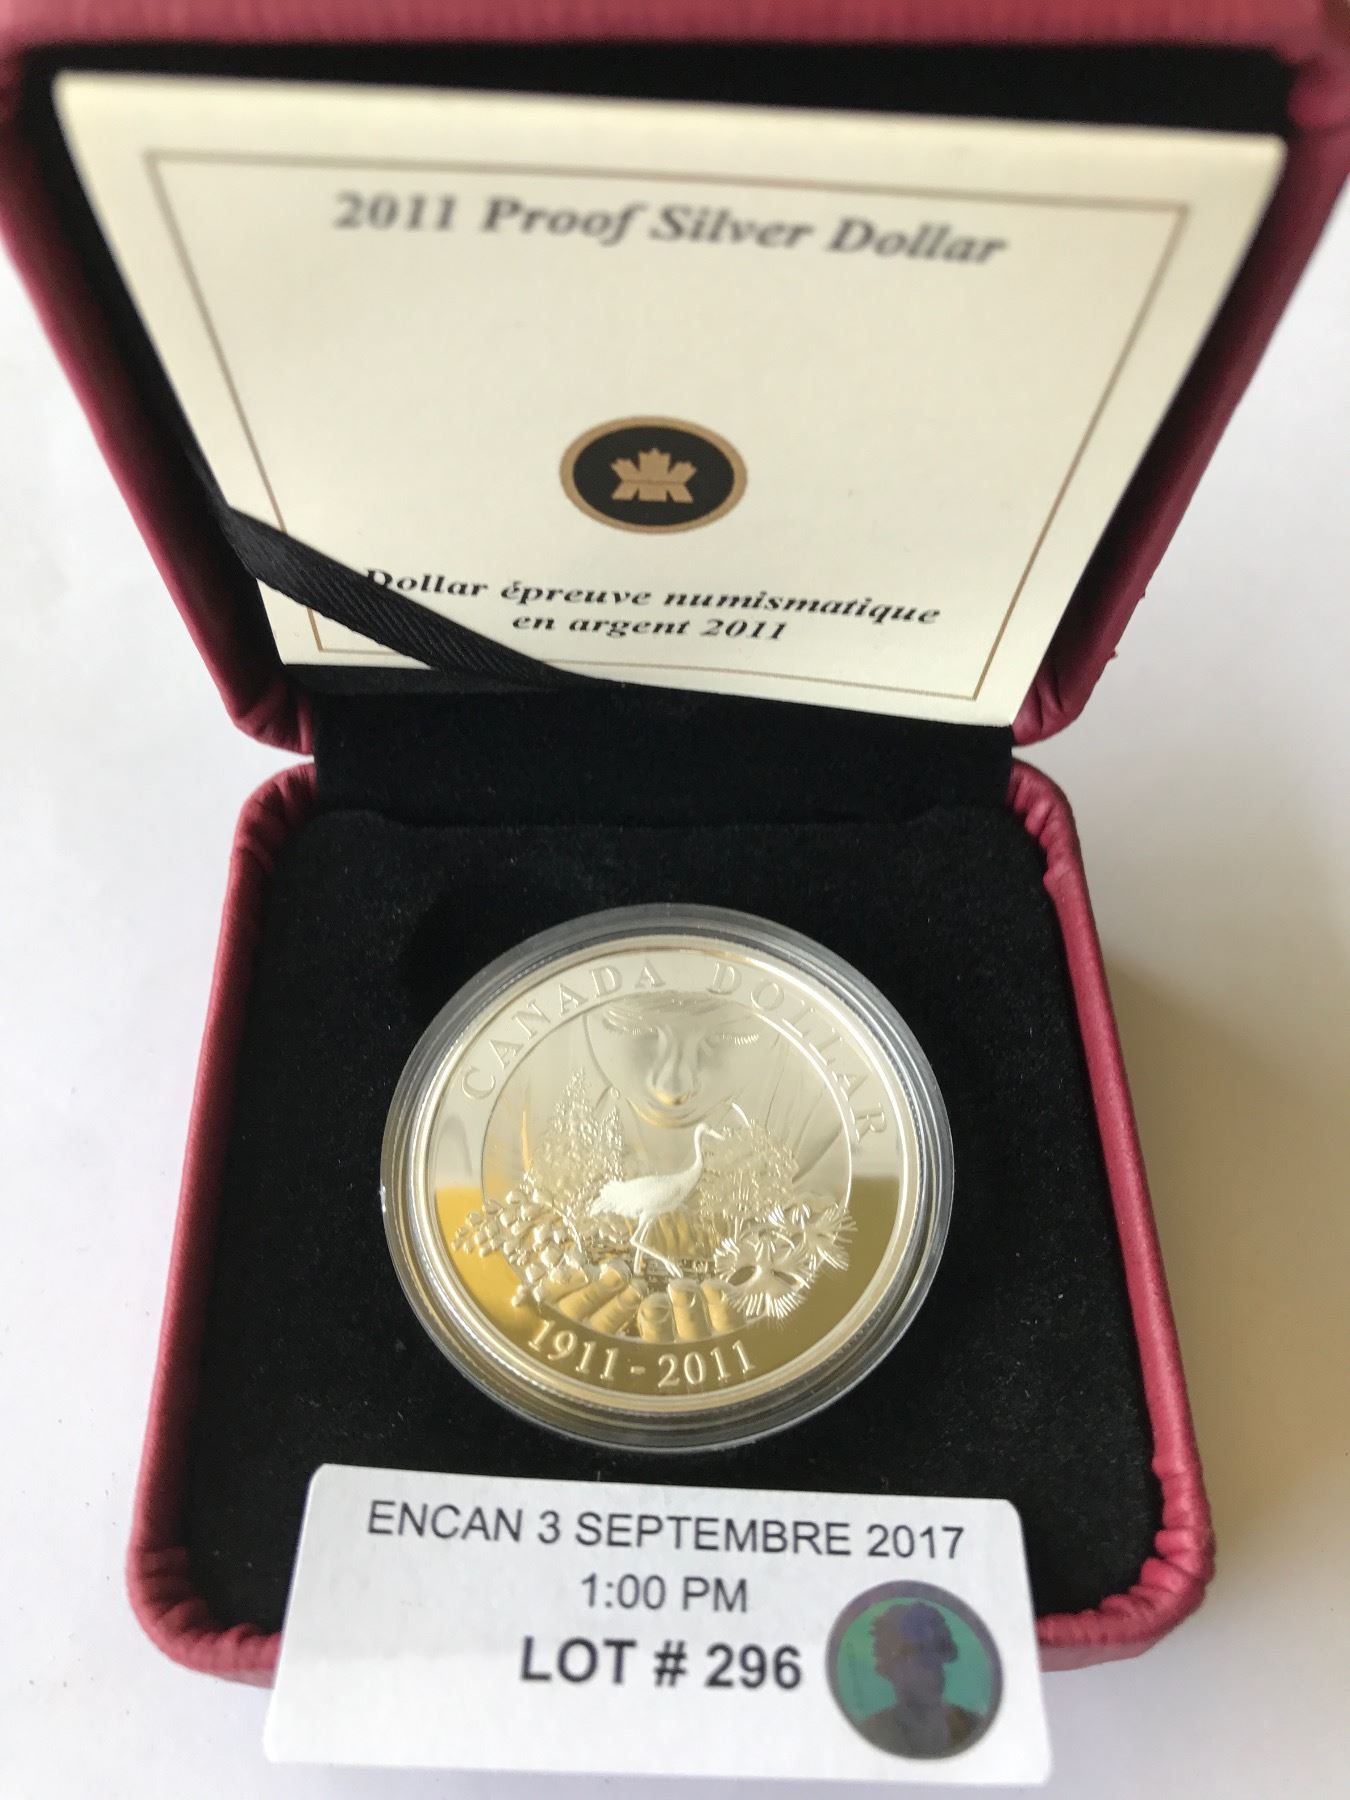 2011 Proof Silver Dollar
Dollar épreuve numismatique
en argent 2011
CANADA DOLLAR
1911-2011
ENCAN 3 SEPTEMBRE 2017
1:00 PM
LOT # 296